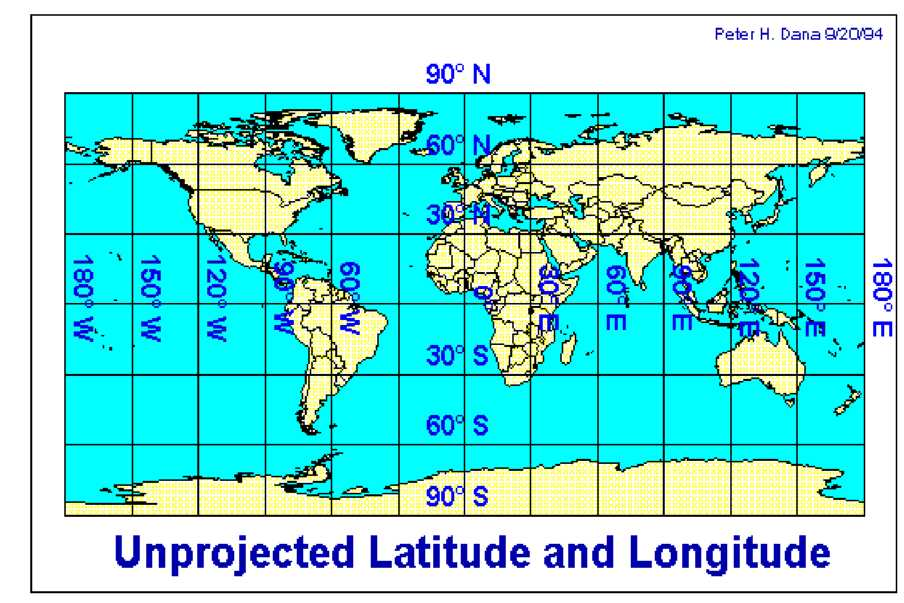 Peter H. Dana 9/20/94
90° N
60° N
30° N
180° W
150° W
120° W
90° W
60° W
0°
30° E
60° E
90° E
120° E
150° E
180° E
30° S
60° S
90° S
Unprojected Latitude and Longitude